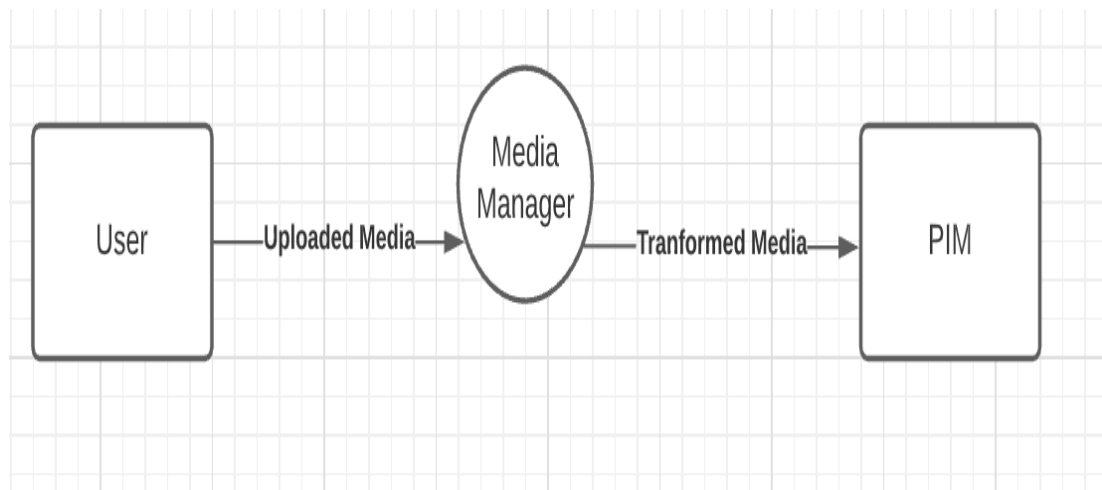 User
Uploaded Media
Media
Manager
Tranformed Media
PIM